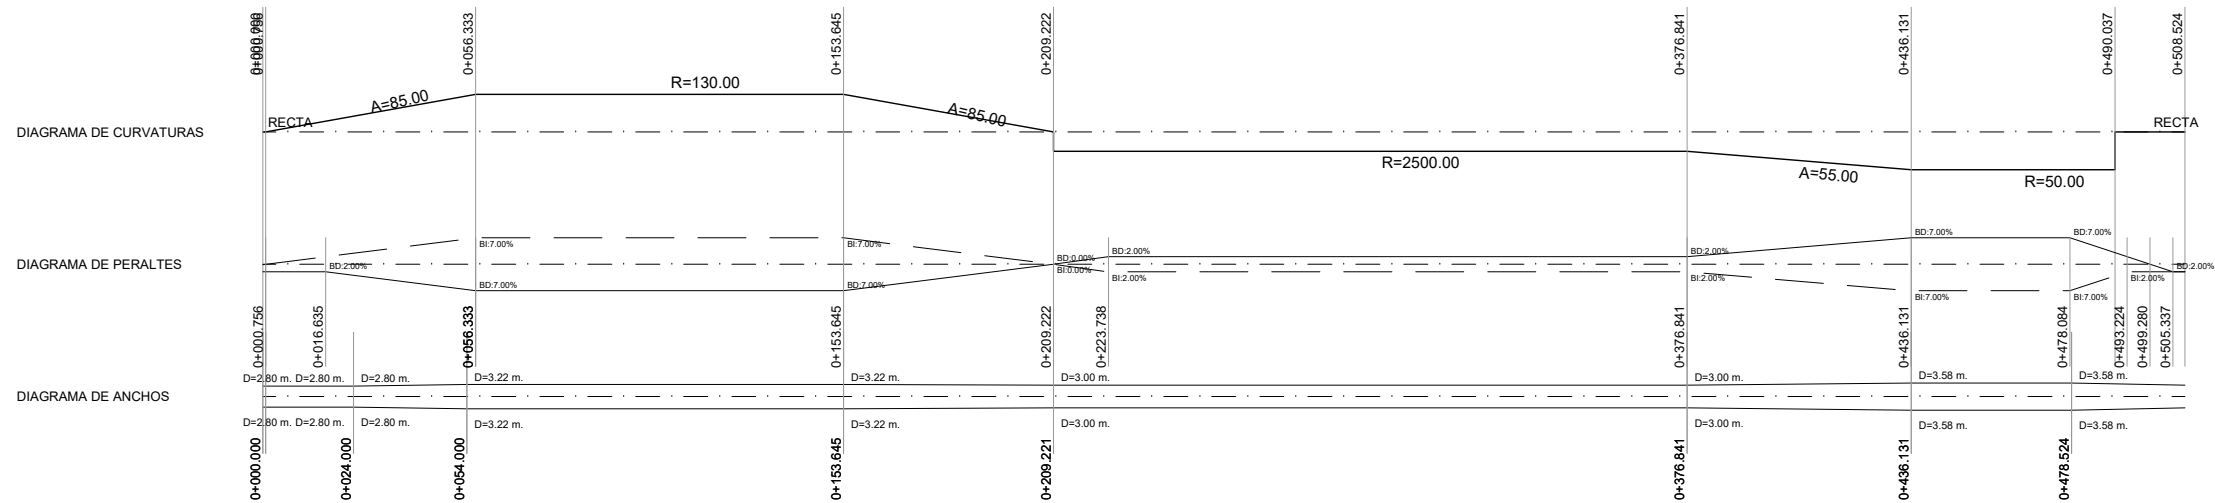 0+000.000
0+000.756
0+056.333
0+153.645
0+209.222
0+376.841
0+436.131
0+490.037
0+508.524
DIAGRAMA DE CURVATURAS
RECTA
A=85.00
R=130.00
A=85.00
R=2500.00
A=55.00
R=50.00
RECTA
DIAGRAMA DE PERALTES
BD:2.00%
BI:7.00%
BD:7.00%
BI:7.00%
BD:7.00%
BD:0.00%
BI:0.00%
BD:2.00%
BI:2.00%
BD:2.00%
BI:2.00%
BD:7.00%
BI:7.00%
BD:7.00%
BI:7.00%
BI:2.00%
BD:2.00%
0+000.756
0+016.635
0+056.333
0+153.645
0+209.222
0+223.738
0+376.841
0+436.131
0+478.084
0+493.224
0+499.280
0+505.337
DIAGRAMA DE ANCHOS
D=2.80 m.
D=2.80 m.
D=2.80 m.
D=3.22 m.
D=3.22 m.
D=3.00 m.
D=3.00 m.
D=3.58 m.
D=3.58 m.
D=2.80 m.
D=2.80 m.
D=2.80 m.
D=3.22 m.
D=3.22 m.
D=3.00 m.
D=3.00 m.
D=3.58 m.
D=3.58 m.
0+000.000
0+024.000
0+054.000
0+153.645
0+209.221
0+376.841
0+436.131
0+478.524